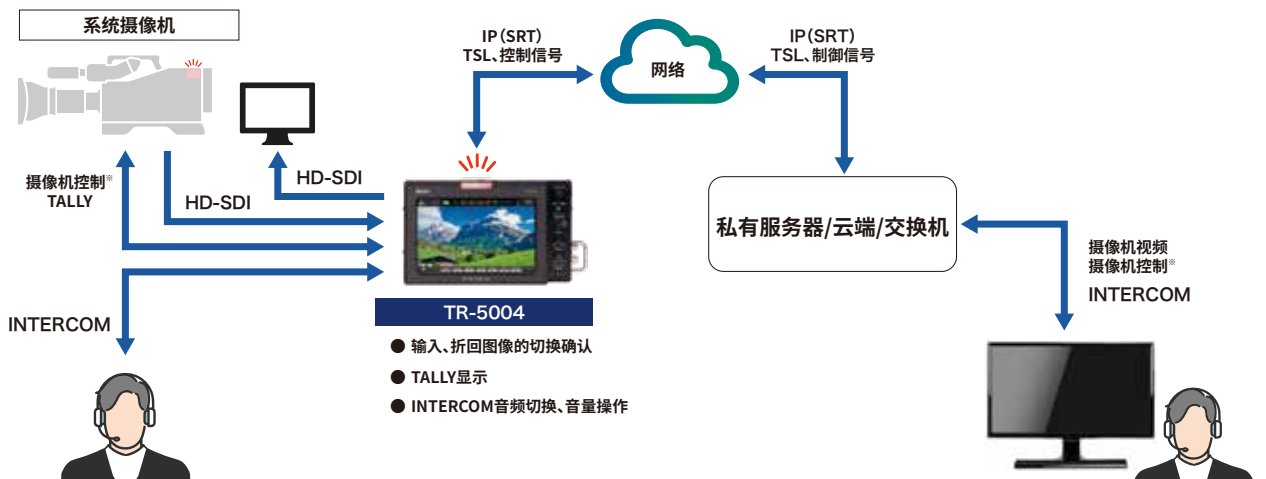 系统摄像机
IP（SRT）
TSL、控制信号
网络
IP（SRT）
TSL、制御信号
HD-SDI
摄像机控制※
TALLY
HD-SDI
私有服务器/云端/交换机
摄像机视频
摄像机控制※
INTERCOM
INTERCOM
TR-5004
● 输入、折回图像的切换确认
● TALLY显示
● INTERCOM音频切换、音量操作